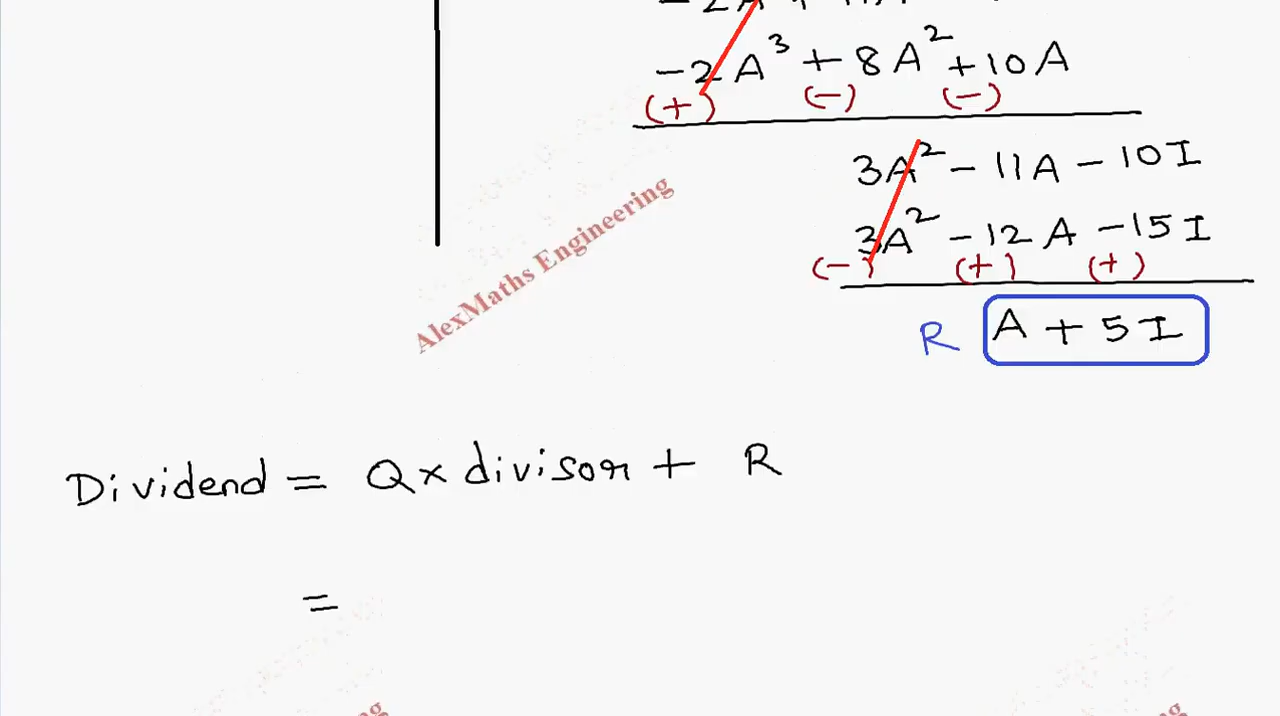 -2A³ + 8A² + 10A
(+) (-) (-)
3A² - 11A - 10I
3A² - 12A - 15I
(-) (+) (+)
R A + 5I
AlexMaths Engineering
Dividend = Q x divisor + R
=